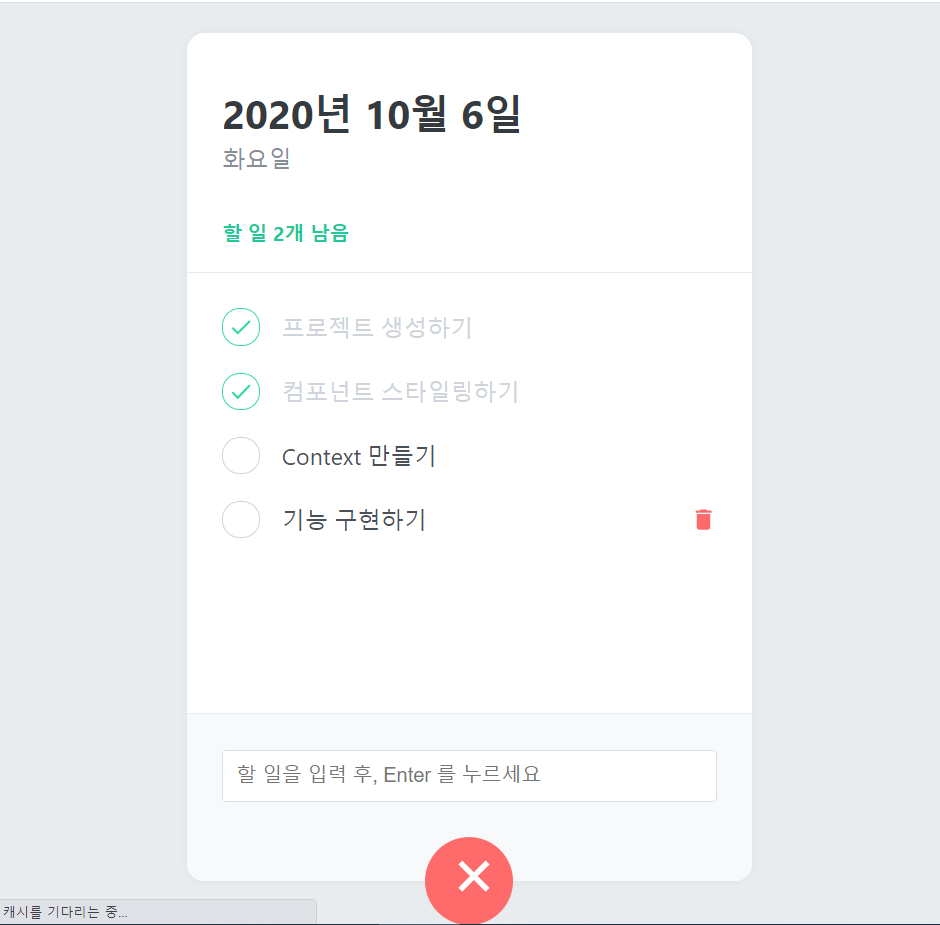 2020년 10월 6일
화요일
할 일 2개 남음
프로젝트 생성하기
컴포넌트 스타일링하기
Context 만들기
기능 구현하기
할 일을 입력 후, Enter 를 누르세요
캐시를 기다리는 중...